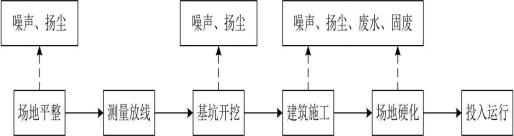 噪声、扬尘
噪声、扬尘
噪声、扬尘、废水、固废
场地平整
测量放线
基坑开挖
建筑施工
场地硬化
投入运行